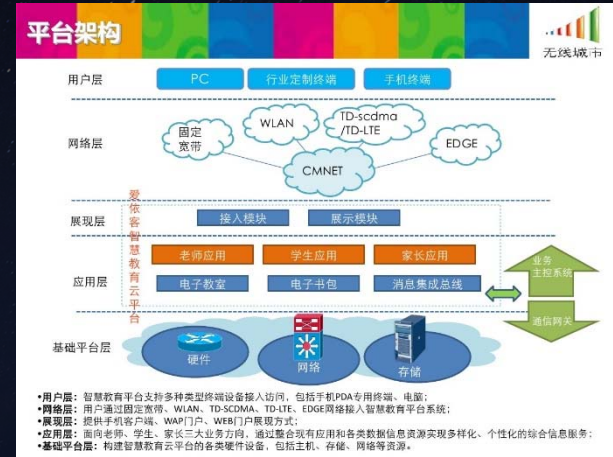 平台架构
无线城市
用户层
PC
行业定制终端
手机终端
网络层
固定
宽带
WLAN
TD-scdma
/TD-LTE
EDGE
CMNET
爱依客智慧教育云平台
展现层
接入模块
展示模块
应用层
老师应用
学生应用
家长应用
电子教室
电子书包
消息集成总线
业务
主控系统
通信网关
基础平台层
硬件
网络
存储
•用户层：智慧教育平台支持多种类型终端设备接入访问，包括手机PDA专用终端、电脑；
•网络层：用户通过固定宽带、WLAN、TD-SCDMA、TD-LTE、EDGE网络接入智慧教育平台系统；
•展现层：提供手机客户端、WAP门户、WEB门户展现方式；
•应用层：面向老师、学生、家长三大业务方向，通过整合现有应用和各类数据信息资源实现多样化、个性化的综合信息服务；
•基础平台层：构建智慧教育云平台的各类硬件设备，包括主机、存储、网络等资源。